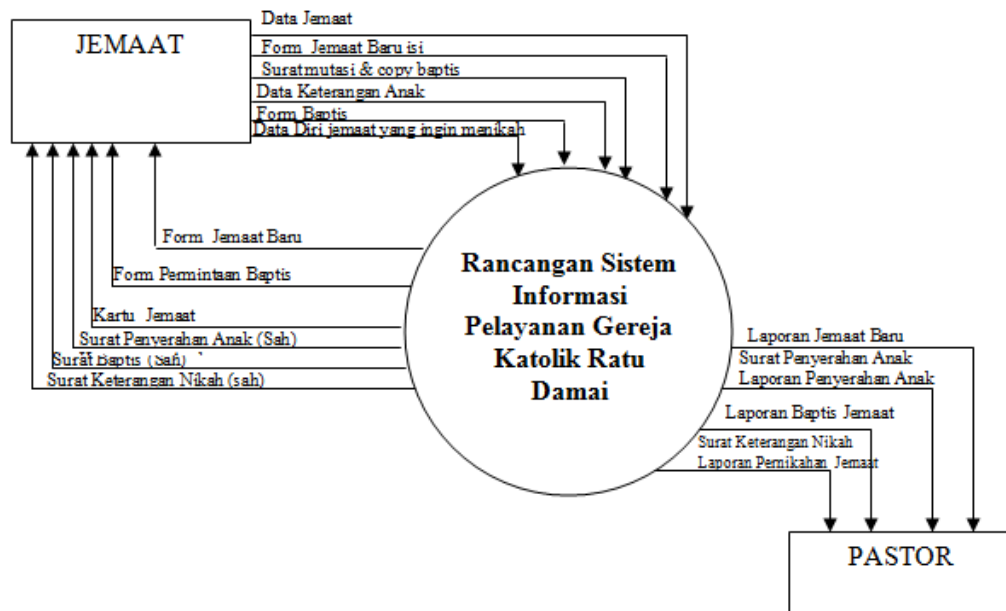 JEMAAT
Data Jemaat
Form Jemaat Baru isi
Surat mutasi & copy baptis
Data Keterangan Anak
Form Baptis
Data Diri jemaat yang ingin menikah
Form Jemaat Baru
Form Permintaan Baptis
Kartu Jemaat
Surat Penyerahan Anak (Sah)
Surat Baptis (Sah)
Surat Keterangan Nikah (sah)
Rancangan Sistem
Informasi
Pelayanan Gereja
Katolik Ratu
Damai
Laporan Jemaat Baru
Surat Penyerahan Anak
Laporan Penyerahan Anak
Laporan Baptis Jemaat
Surat Keterangan Nikah
Laporan Pernikahan Jemaat
PASTOR